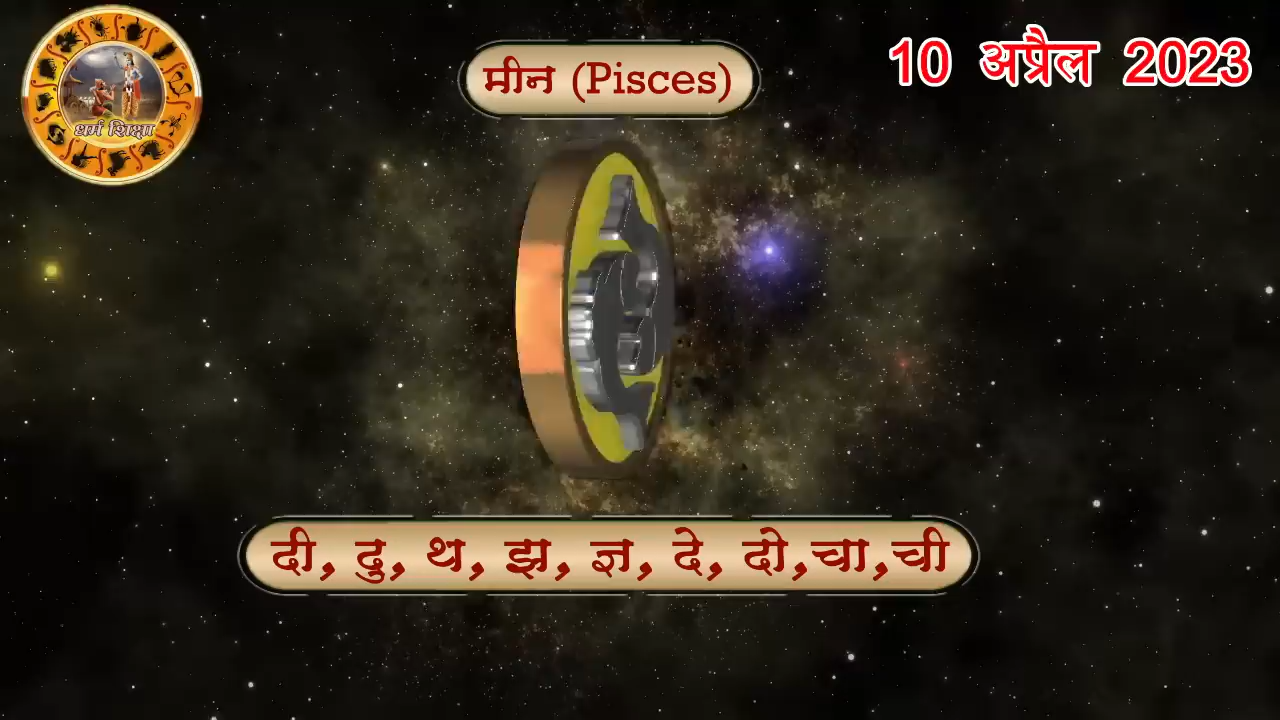 धर्म शिक्षा
मीन (Pisces)
10 अप्रैल 2023
दी, दु, थ, झ, ज्ञ, दे, दो,चा,ची